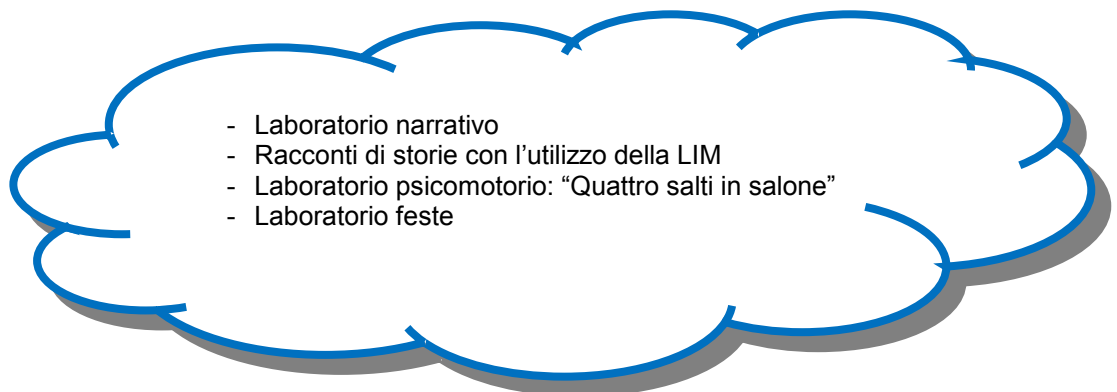 - Laboratorio narrativo
- Racconti di storie con l’utilizzo della LIM
- Laboratorio psicomotorio: “Quattro salti in salone”
- Laboratorio feste